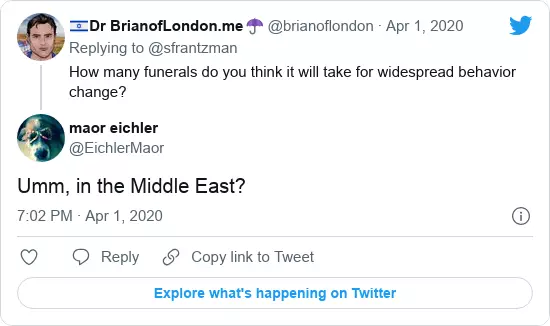 🇮🇱Dr BrianofLondon.me☂️ @brianoflondon · Apr 1, 2020
Replying to @sfrantzman
How many funerals do you think it will take for widespread behavior
change?
maor eichler
@EichlerMaor
Umm, in the Middle East?
7:02 PM · Apr 1, 2020
Reply
Copy link to Tweet
Explore what's happening on Twitter